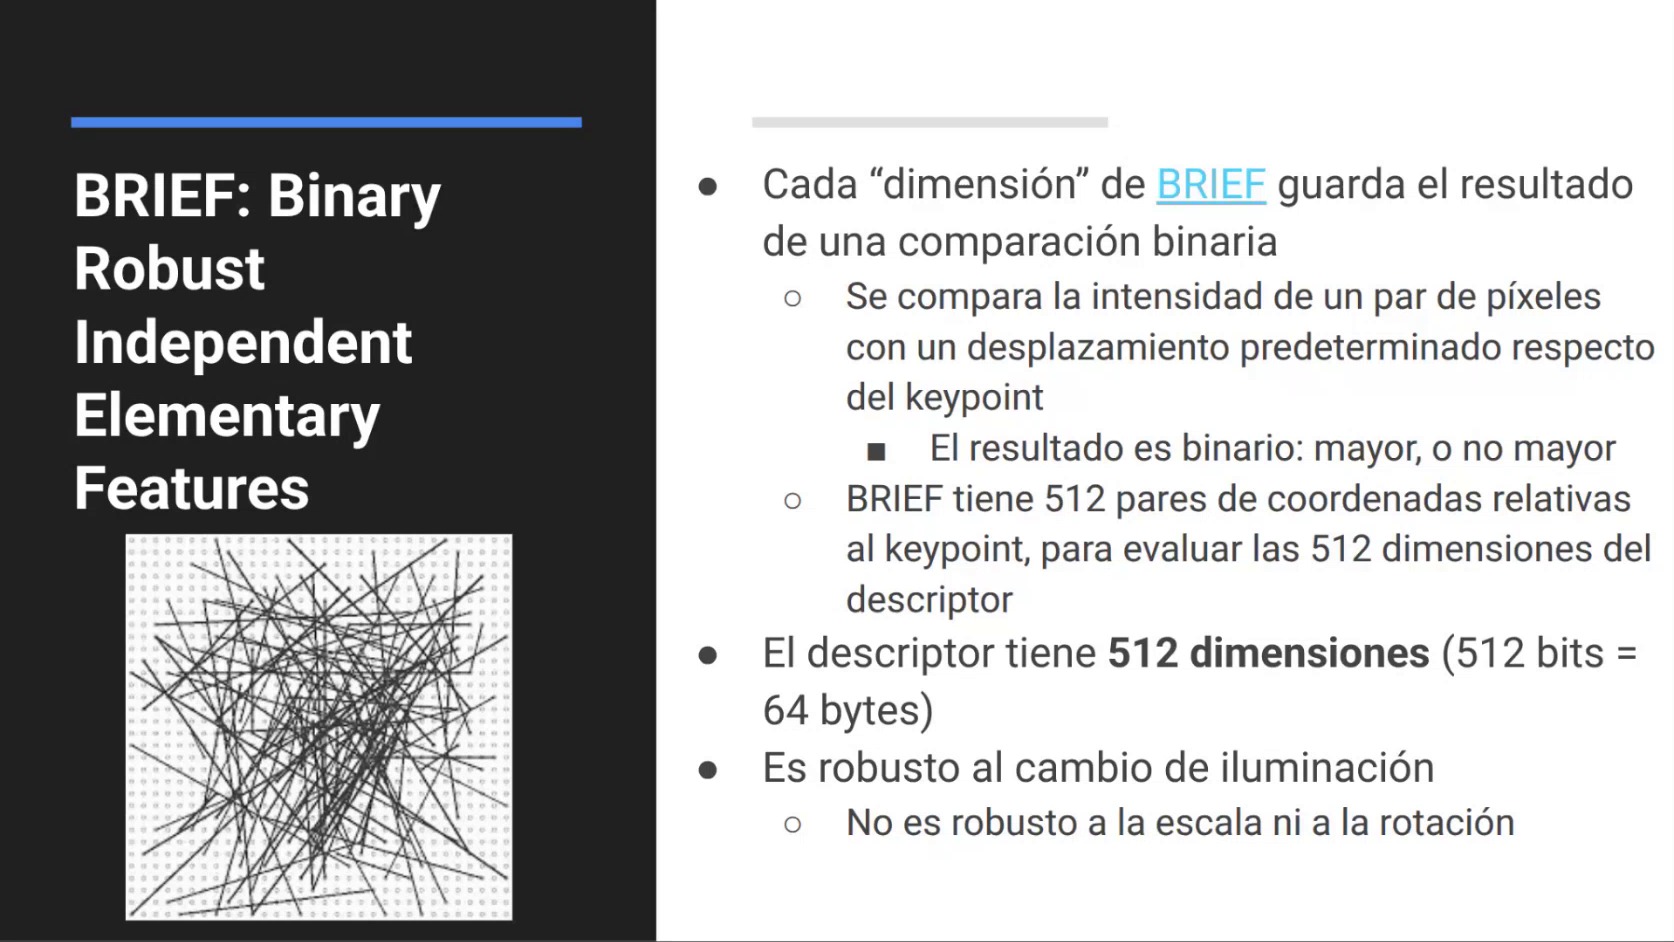 BRIEF: Binary
Robust
Independent
Elementary
Features
● Cada “dimensión” de BRIEF guarda el resultado
de una comparación binaria
○ Se compara la intensidad de un par de píxeles
con un desplazamiento predeterminado respecto
del keypoint
■ El resultado es binario: mayor, o no mayor
○ BRIEF tiene 512 pares de coordenadas relativas
al keypoint, para evaluar las 512 dimensiones del
descriptor
● El descriptor tiene 512 dimensiones (512 bits =
64 bytes)
● Es robusto al cambio de iluminación
○ No es robusto a la escala ni a la rotación